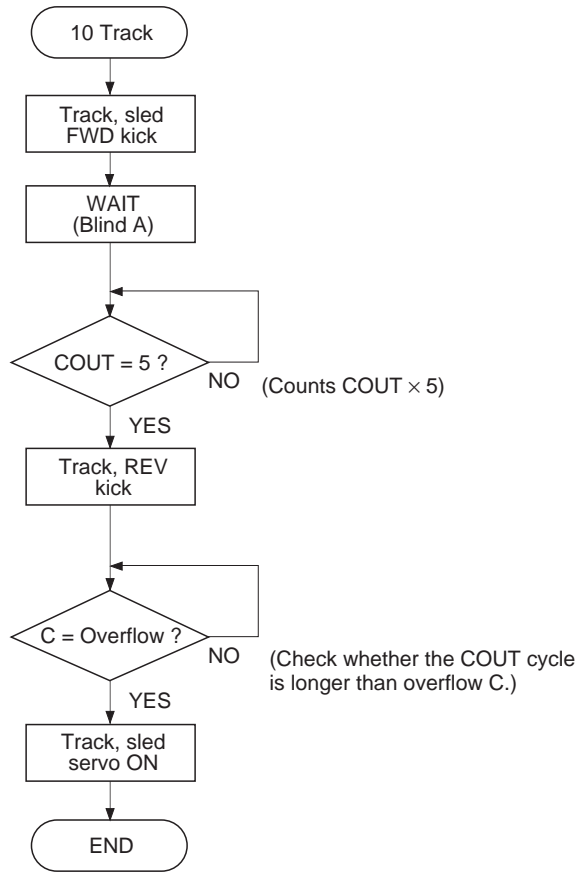 10 Track
Track, sled
FWD kick
WAIT
(Blind A)
COUT = 5 ?
NO
(Counts COUT × 5)
YES
Track, REV
kick
C = Overflow ?
NO
(Check whether the COUT cycle
is longer than overflow C.)
YES
Track, sled
servo ON
END